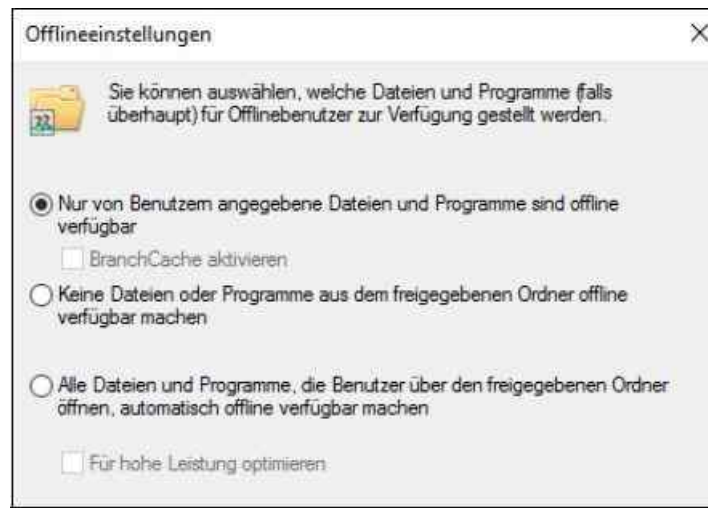 Offlineeinstellungen
Sie können auswählen, welche Dateien und Programme (falls
überhaupt) für Offlinebenutzer zur Verfügung gestellt werden.
Nur von Benutzern angegebene Dateien und Programme sind offline
verfügbar
BranchCache aktivieren
Keine Dateien oder Programme aus dem freigegebenen Ordner offline
verfügbar machen
Alle Dateien und Programme, die Benutzer über den freigegebenen Ordner
öffnen, automatisch offline verfügbar machen
Für hohe Leistung optimieren